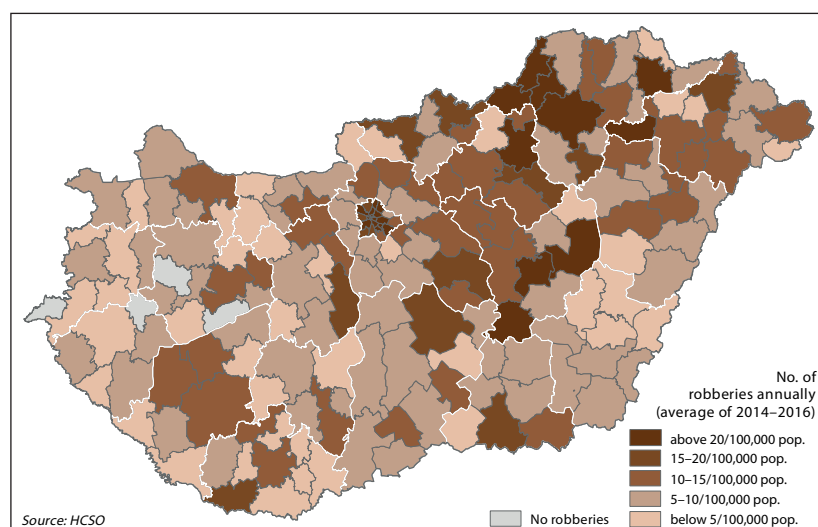 No. of
robberies annually
(average of 2014–2016)
above 20/100,000 pop.
15–20/100,000 pop.
10–15/100,000 pop.
5–10/100,000 pop.
below 5/100,000 pop.
No robberies
Source: HCSO